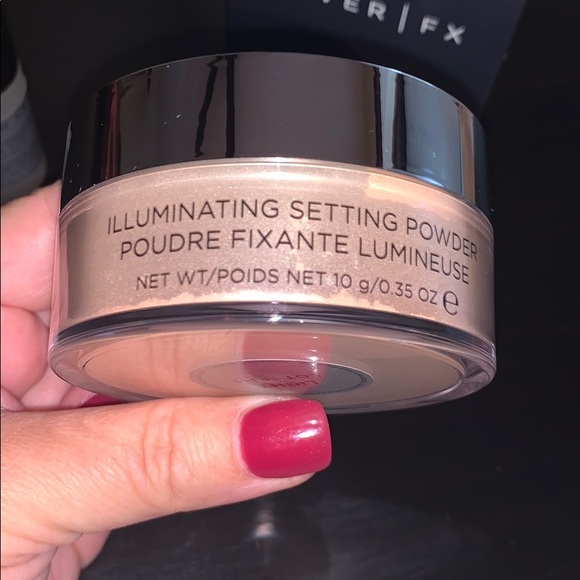 VER | FX
ILLUMINATING SETTING POWDER
POUDRE FIXANTE LUMINEUSE
NET WT/POIDS NET 10 g/0.35 OZ ℮